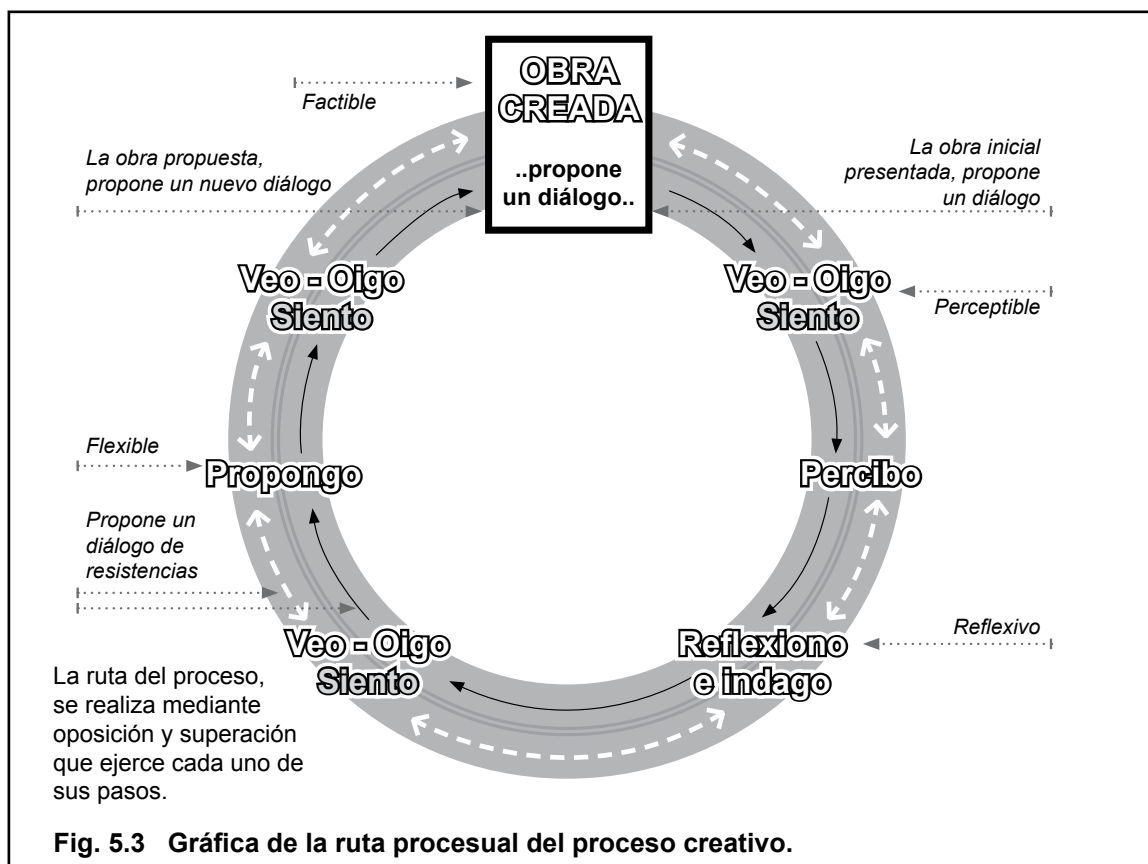 OBRA
CREADA
..propone
un diálogo..
Factible
La obra propuesta,
propone un nuevo diálogo
La obra inicial
presentada, propone
un diálogo
Veo - Oigo
Siento
Veo - Oigo
Siento
Perceptible
Flexible
Propongo
Percibo
Propone un
diálogo de
resistencias
Veo - Oigo
Siento
Reflexiono
e indago
Reflexivo
La ruta del proceso,
se realiza mediante
oposición y superación
que ejerce cada uno de
sus pasos.
Fig. 5.3 Gráfica de la ruta procesual del proceso creativo.